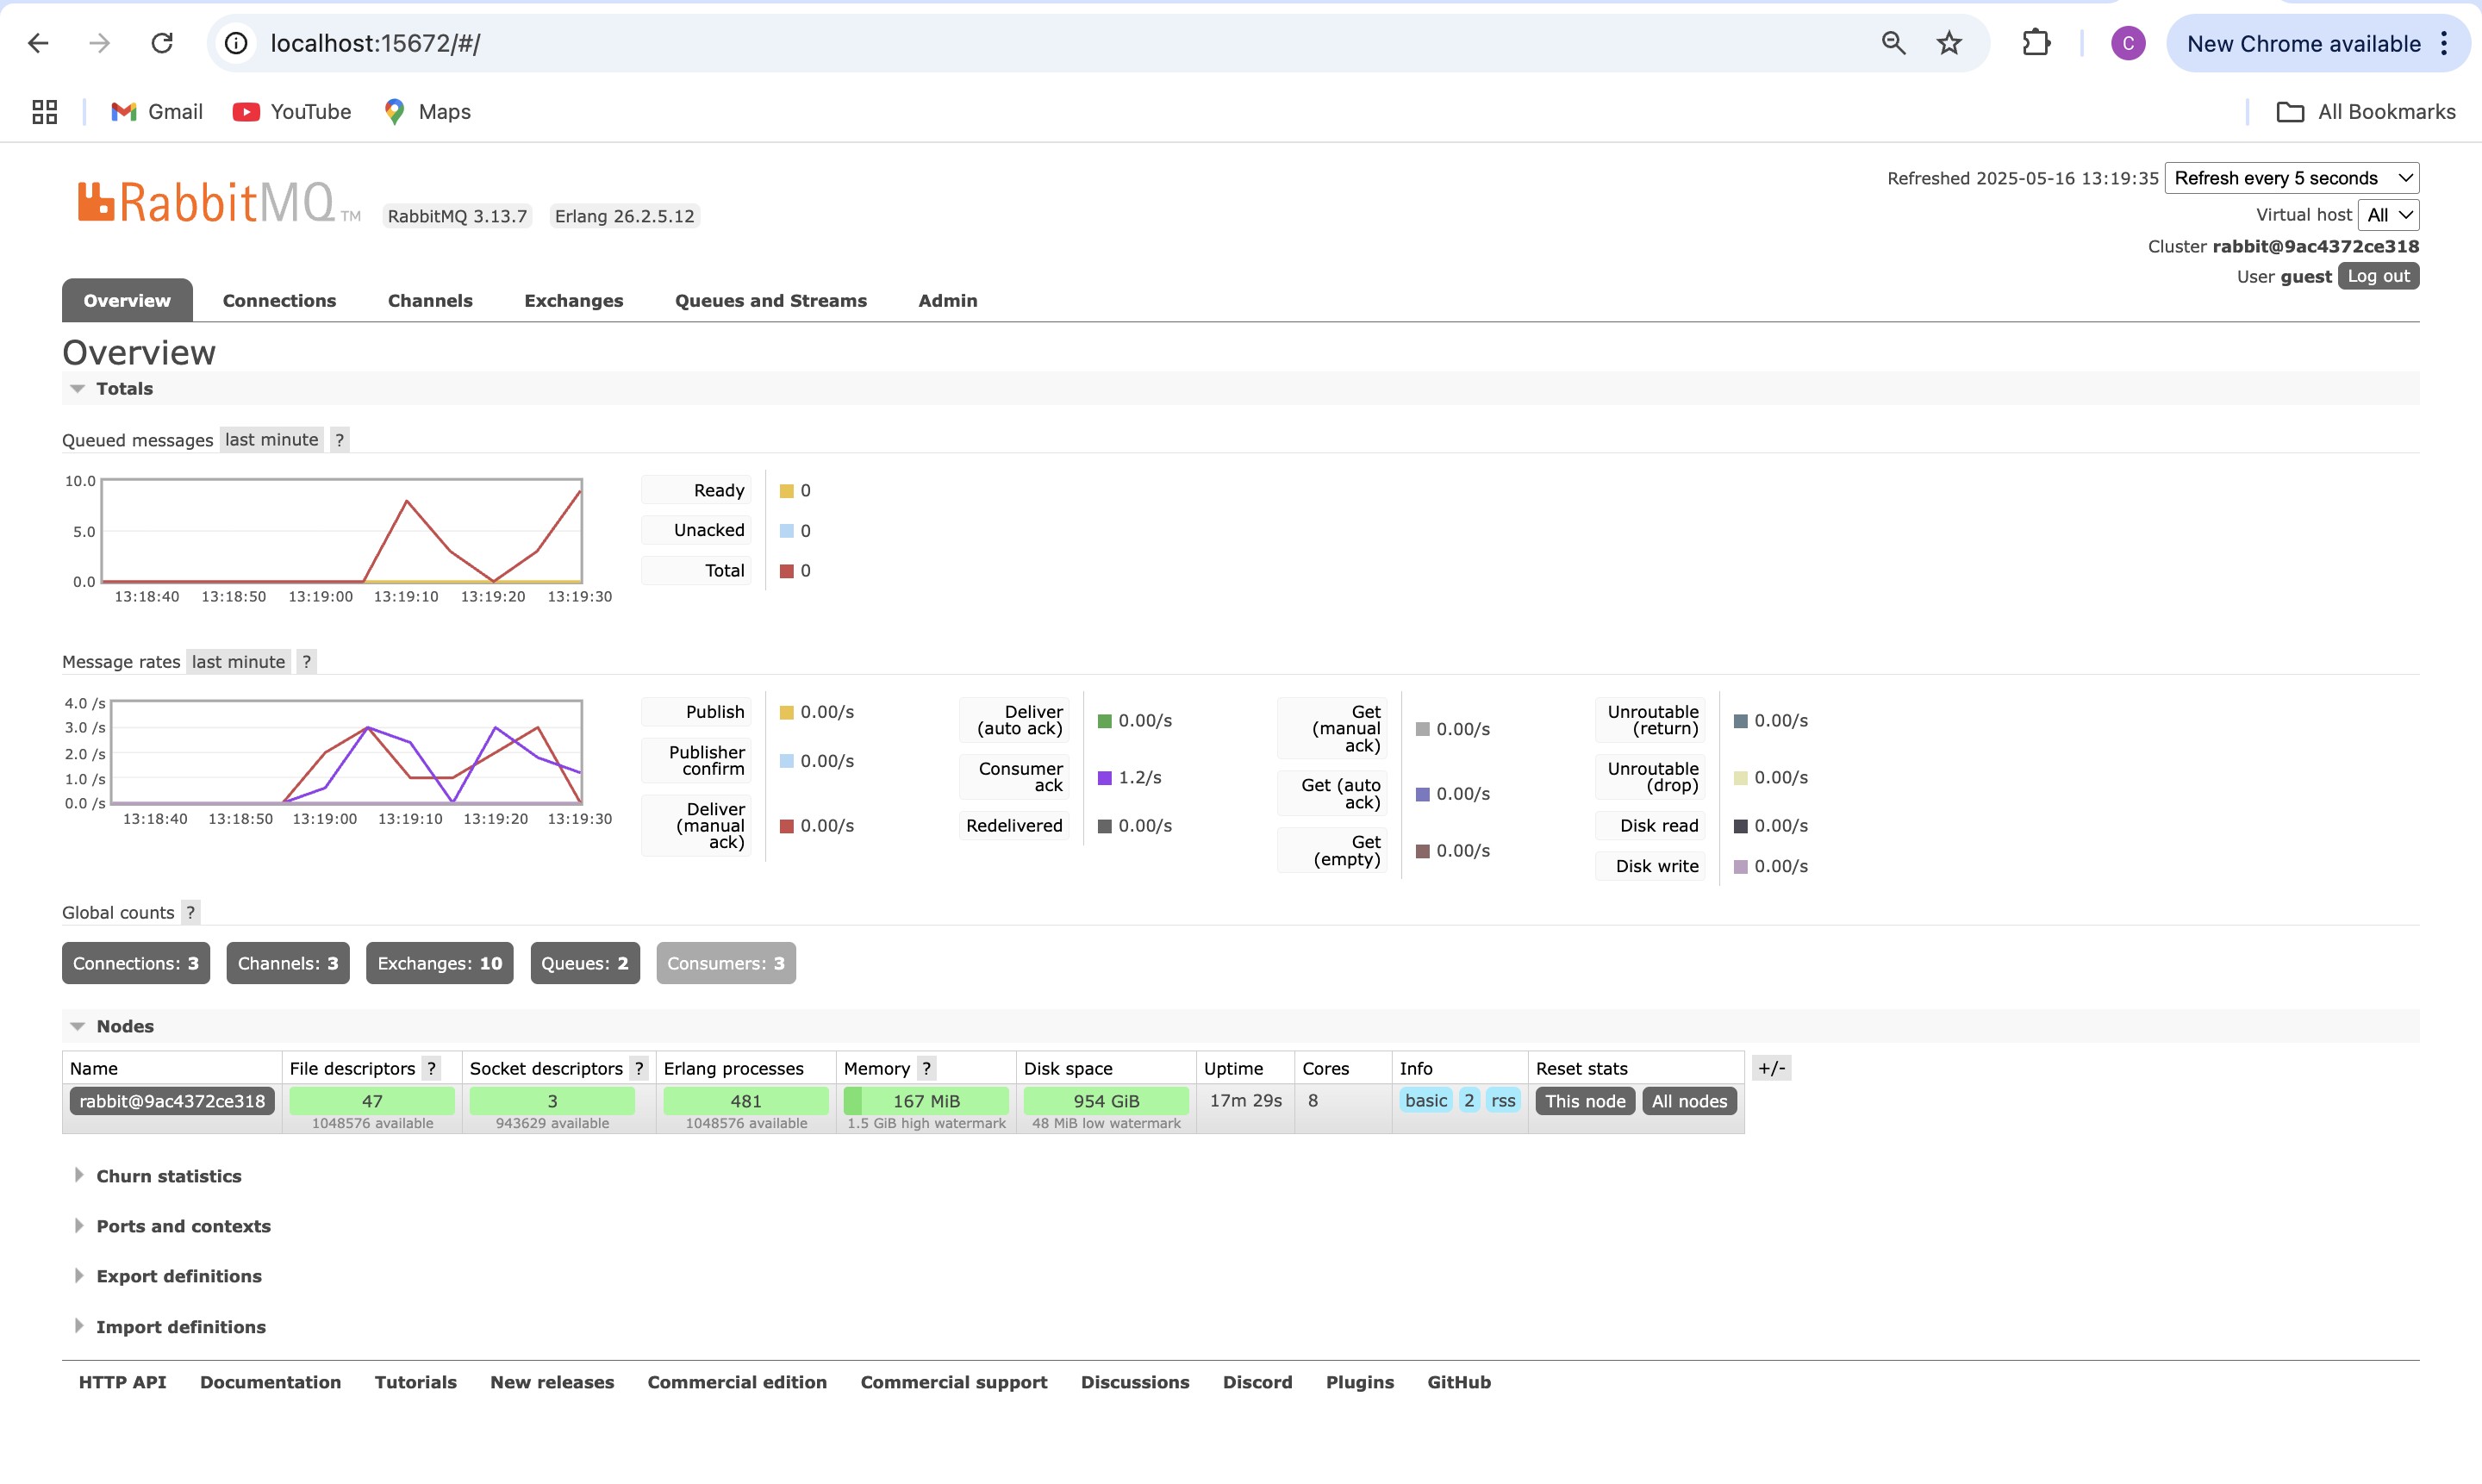 localhost:15672/#/
C
New Chrome available
Gmail
YouTube
Maps
All Bookmarks
RabbitMQ TM
RabbitMQ 3.13.7
Erlang 26.2.5.12
Refreshed 2025-05-16 13:19:35
Refresh every 5 seconds
Virtual host All
Cluster rabbit@9ac4372ce318
User guest Log out
Overview
Connections
Channels
Exchanges
Queues and Streams
Admin
Overview
Totals
Queued messages last minute ?
10.0
5.0
0.0
13:18:40 13:18:50 13:19:00 13:19:10 13:19:20 13:19:30
Ready 0
Unacked 0
Total 0
Message rates last minute ?
4.0 /s
3.0 /s
2.0 /s
1.0 /s
0.0 /s
13:18:40 13:18:50 13:19:00 13:19:10 13:19:20 13:19:30
Publish 0.00/s
Publisher
confirm 0.00/s
Deliver
(manual 0.00/s
ack)
Deliver
(auto ack) 0.00/s
Consumer
ack 1.2/s
Redelivered 0.00/s
Get
(manual 0.00/s
ack)
Get (auto
ack) 0.00/s
Get
(empty) 0.00/s
Unroutable
(return) 0.00/s
Unroutable
(drop) 0.00/s
Disk read 0.00/s
Disk write 0.00/s
Global counts ?
Connections: 3
Channels: 3
Exchanges: 10
Queues: 2
Consumers: 3
Nodes
Name File descriptors ? Socket descriptors ? Erlang processes Memory ? Disk space Uptime Cores Info Reset stats +/-
rabbit@9ac4372ce318 47 3 481 167 MiB 954 GiB 17m 29s 8 basic 2 rss This node All nodes
1048576 available 943629 available 1048576 available 1.5 GiB high watermark 48 MiB low watermark
Churn statistics
Ports and contexts
Export definitions
Import definitions
HTTP API
Documentation
Tutorials
New releases
Commercial edition
Commercial support
Discussions
Discord
Plugins
GitHub